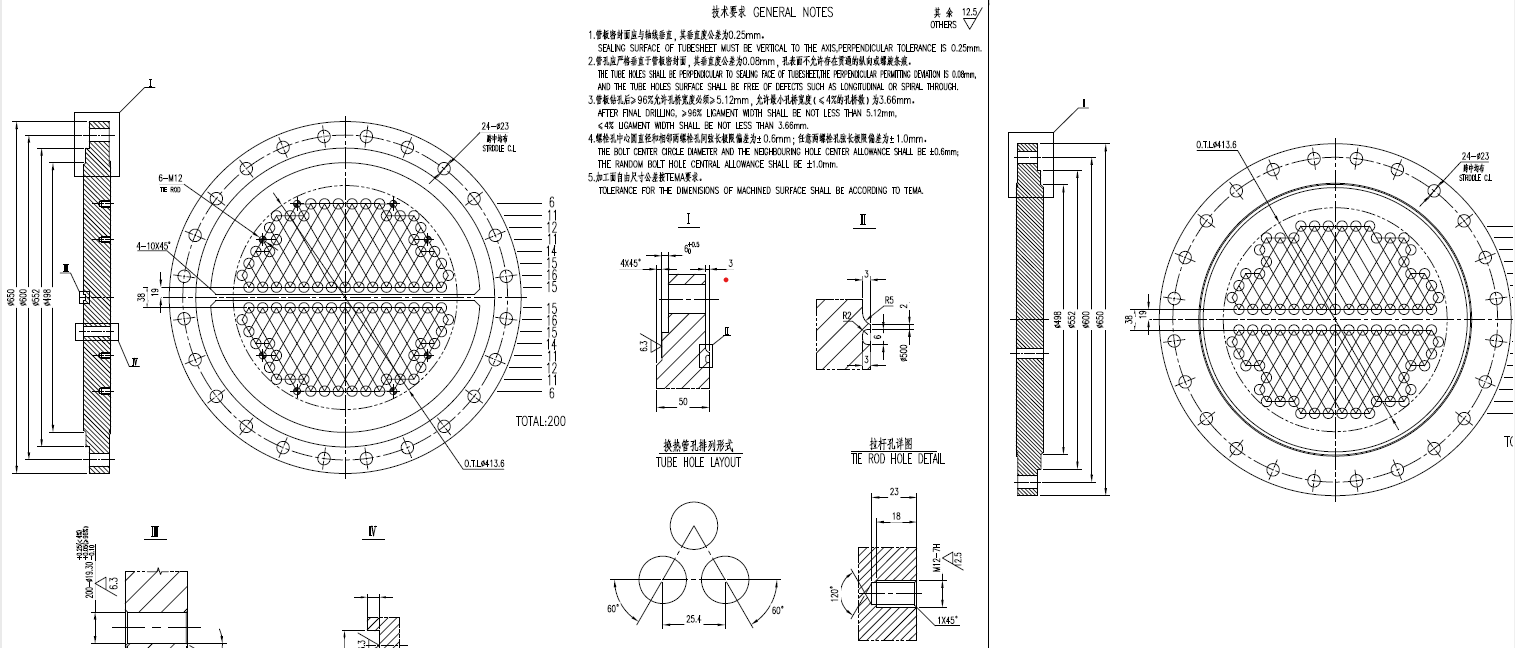 技术要求 GENERAL NOTES
其余 12.5
OTHERS
1.管板密封面应与轴线垂直，其垂直度公差为0.25mm。
SEALING SURFACE OF TUBESHEET MUST BE VERTICAL TO THE AXIS,PERPENDICULAR TOLERANCE IS 0.25mm.
2.管孔应严格垂直于管板密封面，其垂直度公差为0.08mm，孔表面不允许存在贯通的纵向或螺旋条痕。
THE TUBE HOLES SHALL BE PERPENDICULAR TO SEALING FACE OF TUBESHEET,THE PERPENDICULAR PERMITTING DEVIATION IS 0.08mm,
AND THE TUBE HOLES SURFACE SHALL BE FREE OF DEFECTS SUCH AS LONGITUDINAL OR SPIRAL THROUGH.
3.管板钻孔后≥96%允许孔桥宽度必须≥5.12mm，允许最小孔桥宽度(≤4%的孔桥数)为3.66mm。
AFTER FINAL DRILLING, ≥96% LIGAMENT WIDTH SHALL BE NOT LESS THAN 5.12mm,
≤4% LIGAMENT WIDTH SHALL BE NOT LESS THAN 3.66mm.
4.螺栓孔中心圆直径和相邻两螺栓孔间弦长极限偏差为±0.6mm；任意两螺栓孔弦长极限偏差为±1.0mm。
THE BOLT CENTER CIRCLE DIAMETER AND THE NEIGHBOURING HOLE CENTER ALLOWANCE SHALL BE ±0.6mm;
THE RANDOM BOLT HOLE CENTRAL ALLOWANCE SHALL BE ±1.0mm.
5.加工面自由尺寸公差按TEMA要求。
TOLERANCE FOR THE DIMENSIONS OF MACHINED SURFACE SHALL BE ACCORDING TO TEMA.
Ⅰ
24-ø23
跨中均布
STRDDLE C.L
6-M12
TIE ROD
4-10X45°
Ⅲ
Ⅳ
ø650
ø600
ø552
ø498
38
19
6
11
12
11
14
15
16
15
15
16
15
14
11
12
11
6
TOTAL:200
O.T.Lø413.6
Ⅰ
4X45°
6 +0.5 0
3
6.3
Ⅱ
50
Ⅱ
3
R5
R2
2
6
ø500
3
换热管孔排列形式
TUBE HOLE LAYOUT
60°
60°
25.4
拉杆孔详图
TIE ROD HOLE DETAIL
23
18
M12-7H
12.5
120°
1X45°
Ⅲ
200-ø19.30
6.3
Ⅳ
Ⅰ
O.T.Lø413.6
24-ø23
跨中均布
STRDDLE C.L
38
19
ø498
ø552
ø600
ø650